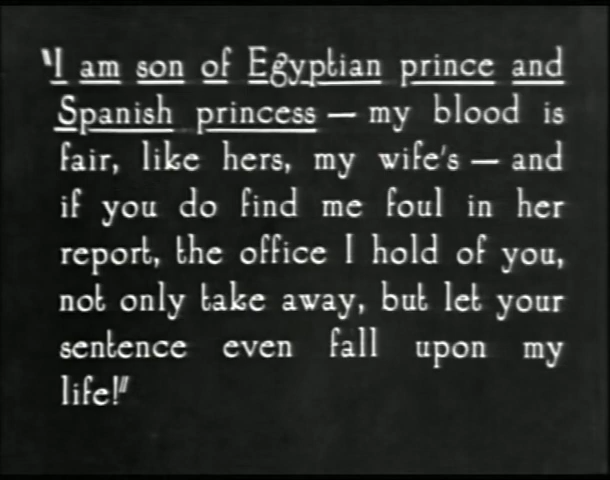 "I am son of Egyptian prince and
Spanish princess — my blood is
fair, like hers, my wife's — and
if you do find me foul in her
report, the office I hold of you,
not only take away, but let your
sentence even fall upon my
life!"